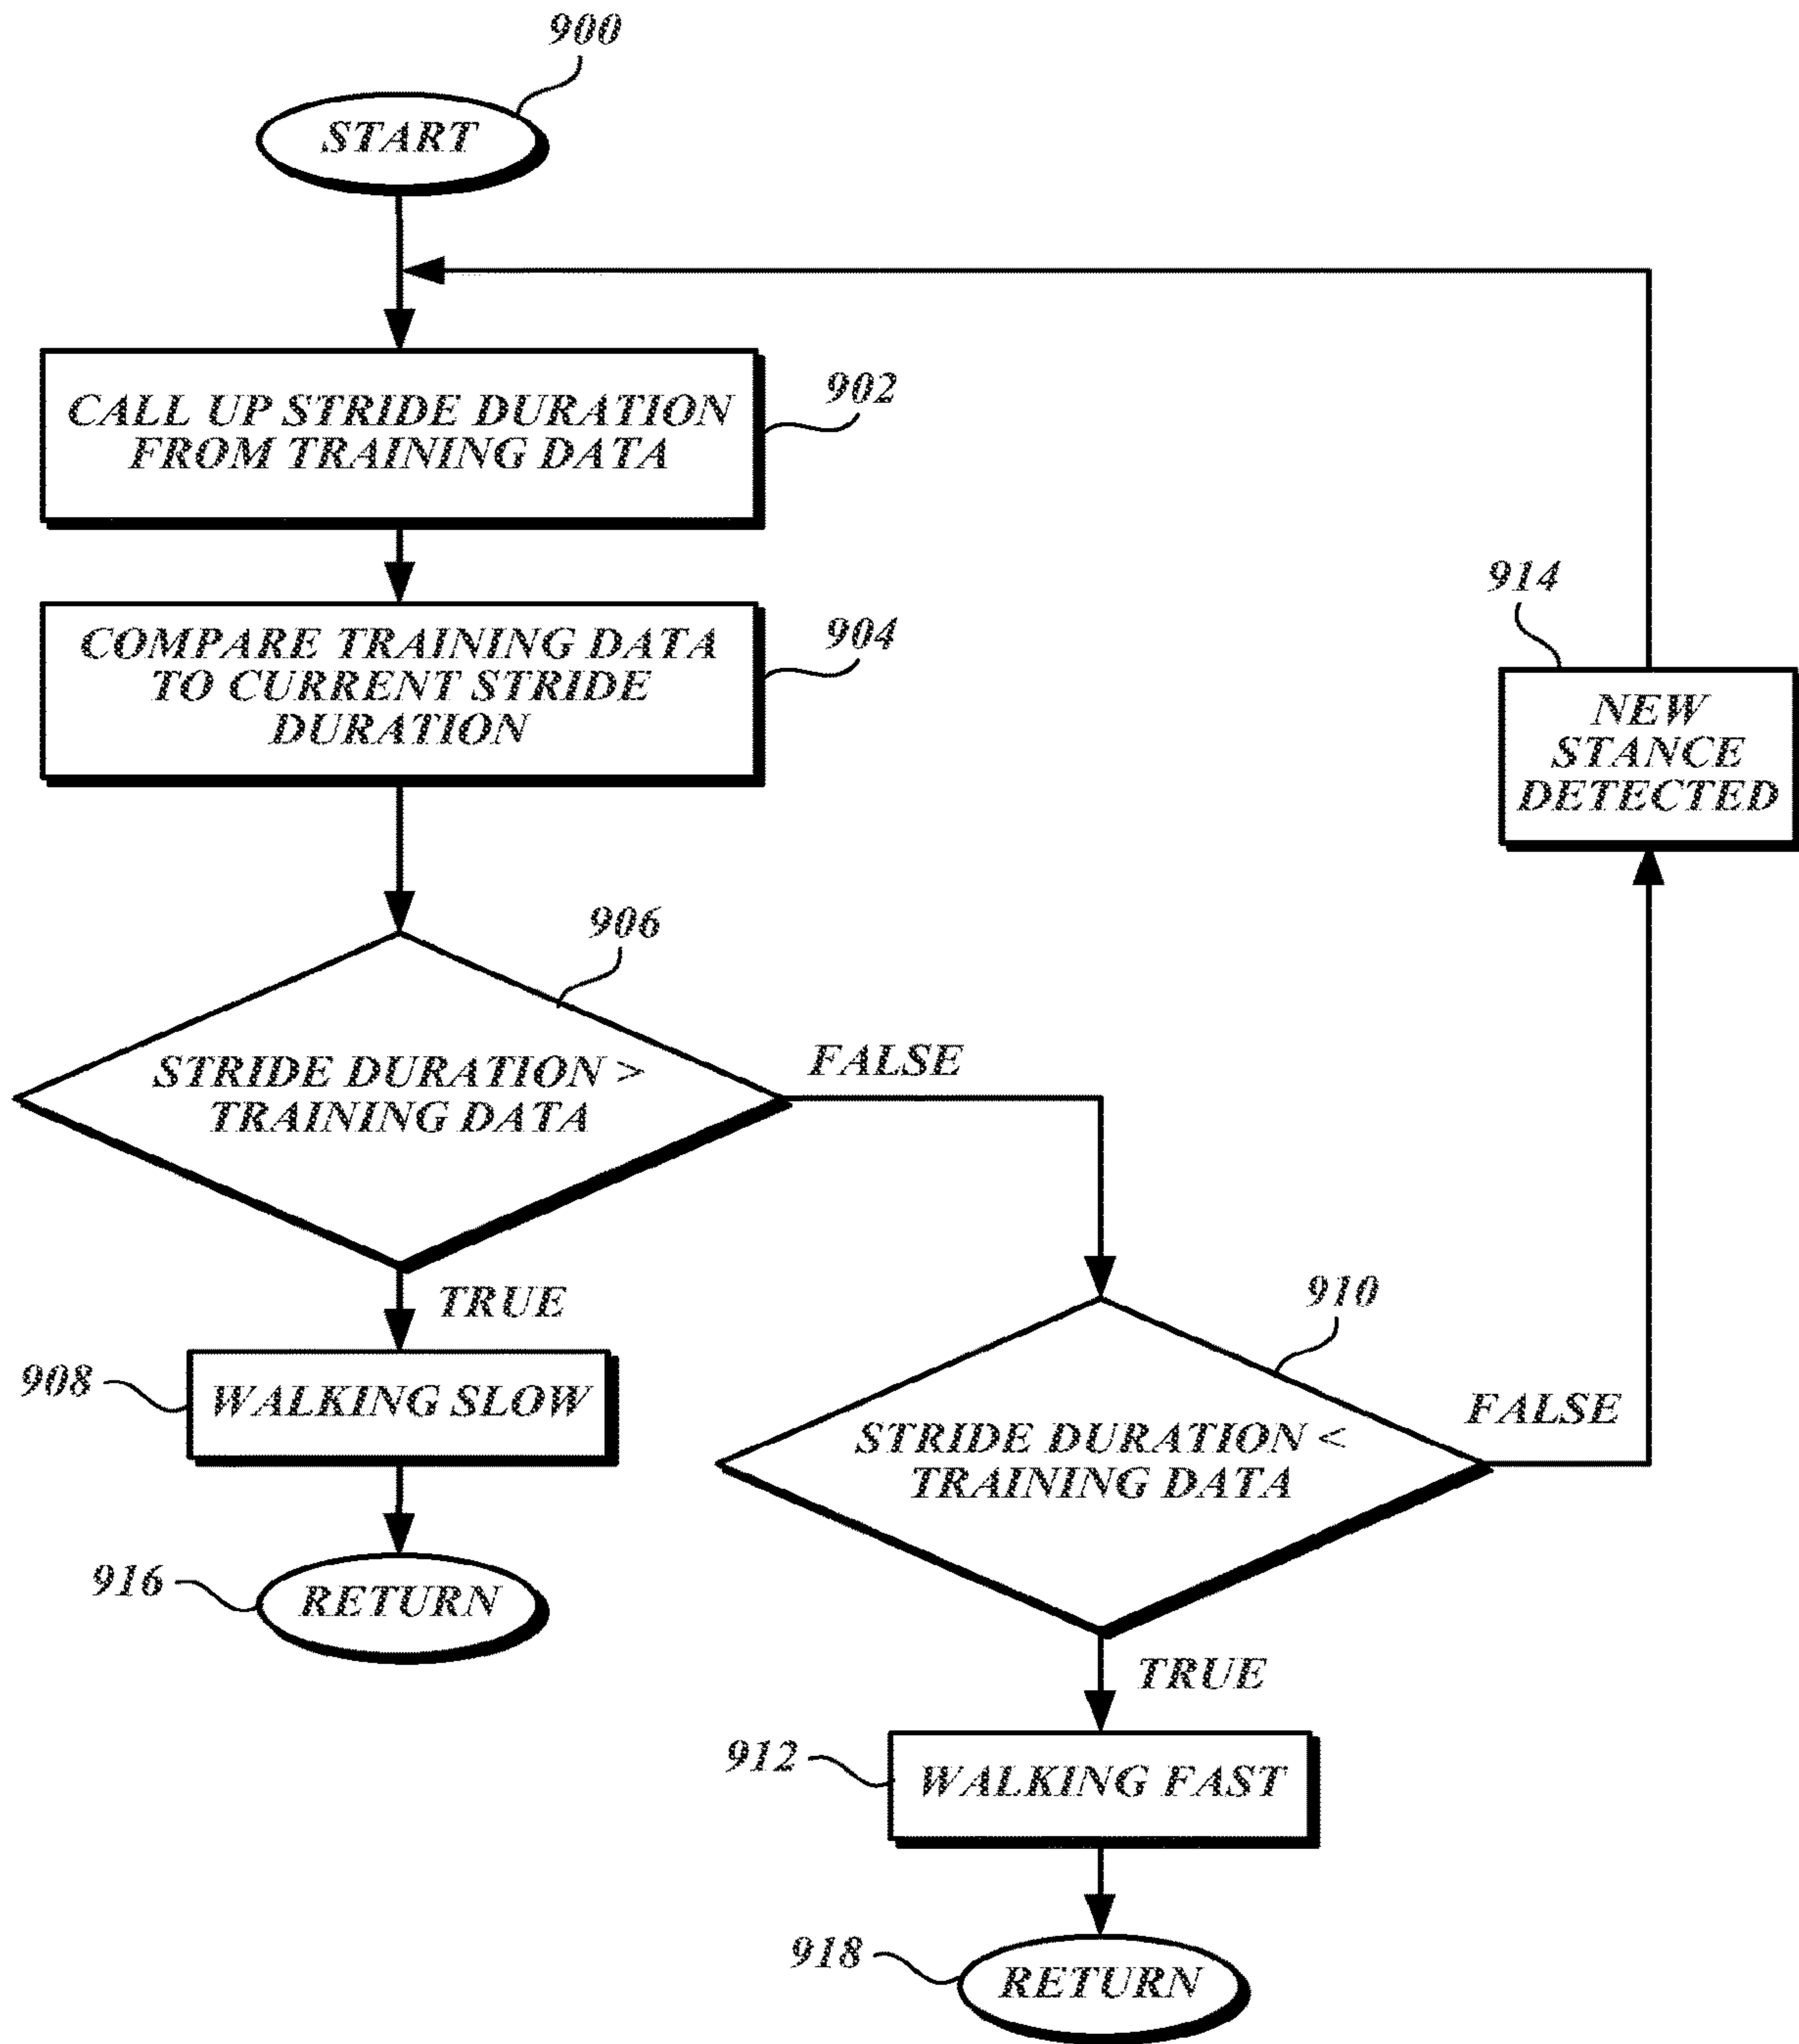 900
START
902
CALL UP STRIDE DURATION
FROM TRAINING DATA
904
COMPARE TRAINING DATA
TO CURRENT STRIDE
DURATION
914
NEW
STANCE
DETECTED
906
STRIDE DURATION >
TRAINING DATA
FALSE
TRUE
908
WALKING SLOW
916
RETURN
910
STRIDE DURATION <
TRAINING DATA
FALSE
TRUE
912
WALKING FAST
918
RETURN